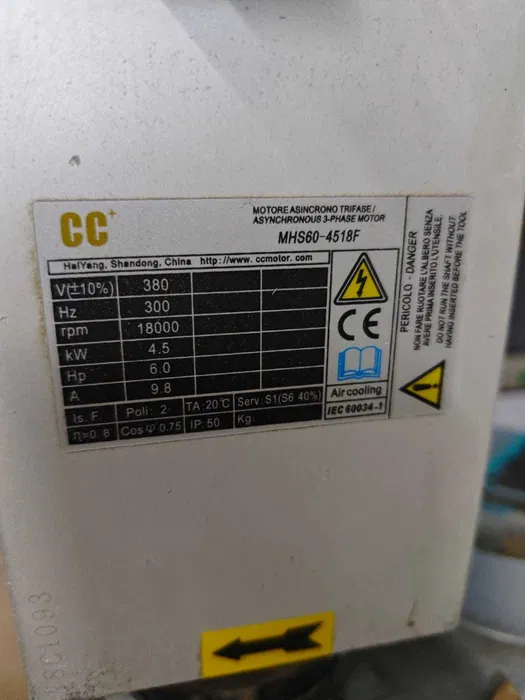 CC+
MOTORE ASINCRONO TRIFASE /
ASYNCHRONOUS 3-PHASE MOTOR
MHS60-4518F
HaiYang, Shandong, China http://www.ccmotor.com
V(±10%) 380
Hz 300
rpm 18000
kW 4.5
Hp 6.0
A 9.8
Is. F. Poli: 2 TA:20℃ Serv: S1(S6 40%)
η=0.8 Cosφ0.75 IP:50 Kg:
CE
Air cooling
IEC 60034-1
PERICOLO - DANGER
NON FARE RUOTARE L'ALBERO SENZA
AVERE PRIMA INSERITO L'UTENSILE.
DO NOT RUN THE SHAFT WITHOUT
HAVING INSERTED BEFORE THE TOOL
1801093